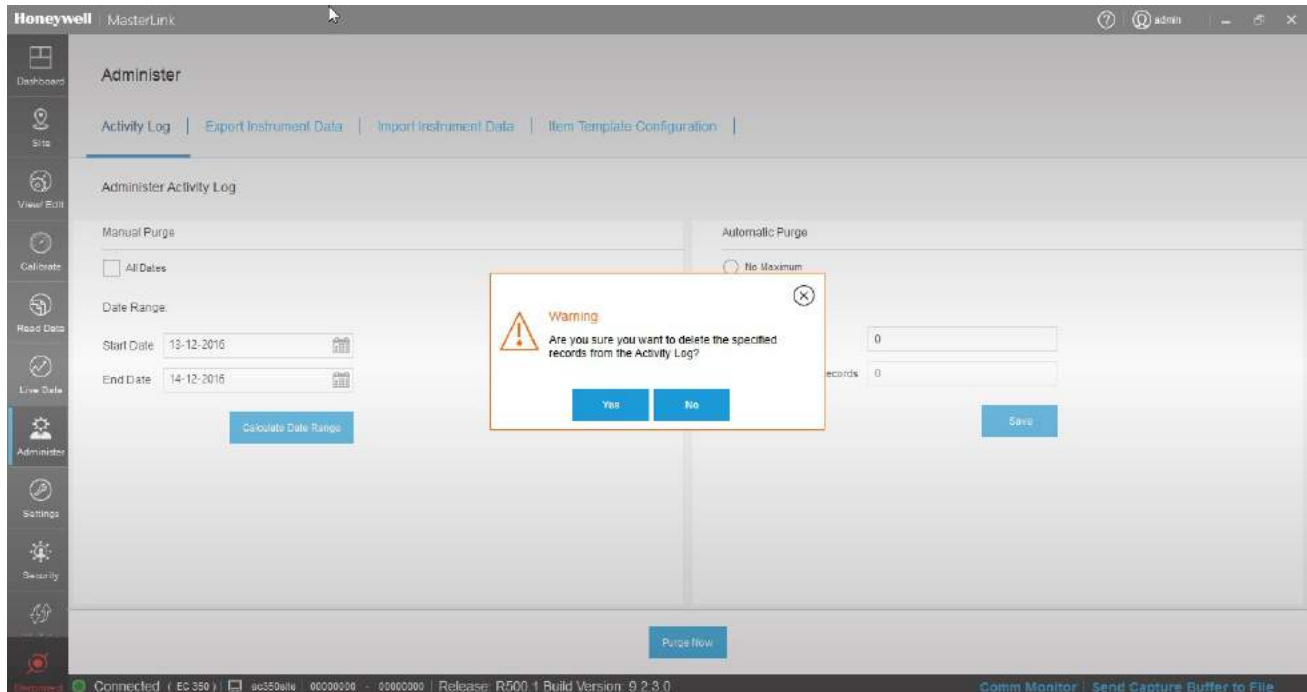 Honeywell | MasterLink
admin
Dashboard
Site
View/ Edit
Calibrate
Read Data
Live Data
Administer
Settings
Security
Disconnect
Administer
Activity Log | Export Instrument Data | Import Instrument Data | Item Template Configuration |
Administer Activity Log
Manual Purge
All Dates
Date Range:
Start Date 13-12-2016
End Date 14-12-2016
Calculate Date Range
Automatic Purge
No Maximum
0
ecords 0
Save
Warning
Are you sure you want to delete the specified
records from the Activity Log?
Yes No
Purge Now
Connected ( EC 350 ) | ec350site | 00000000 - 00000000 | Release: R500.1 Build Version: 9.2.3.0
Comm Monitor | Send Capture Buffer to File